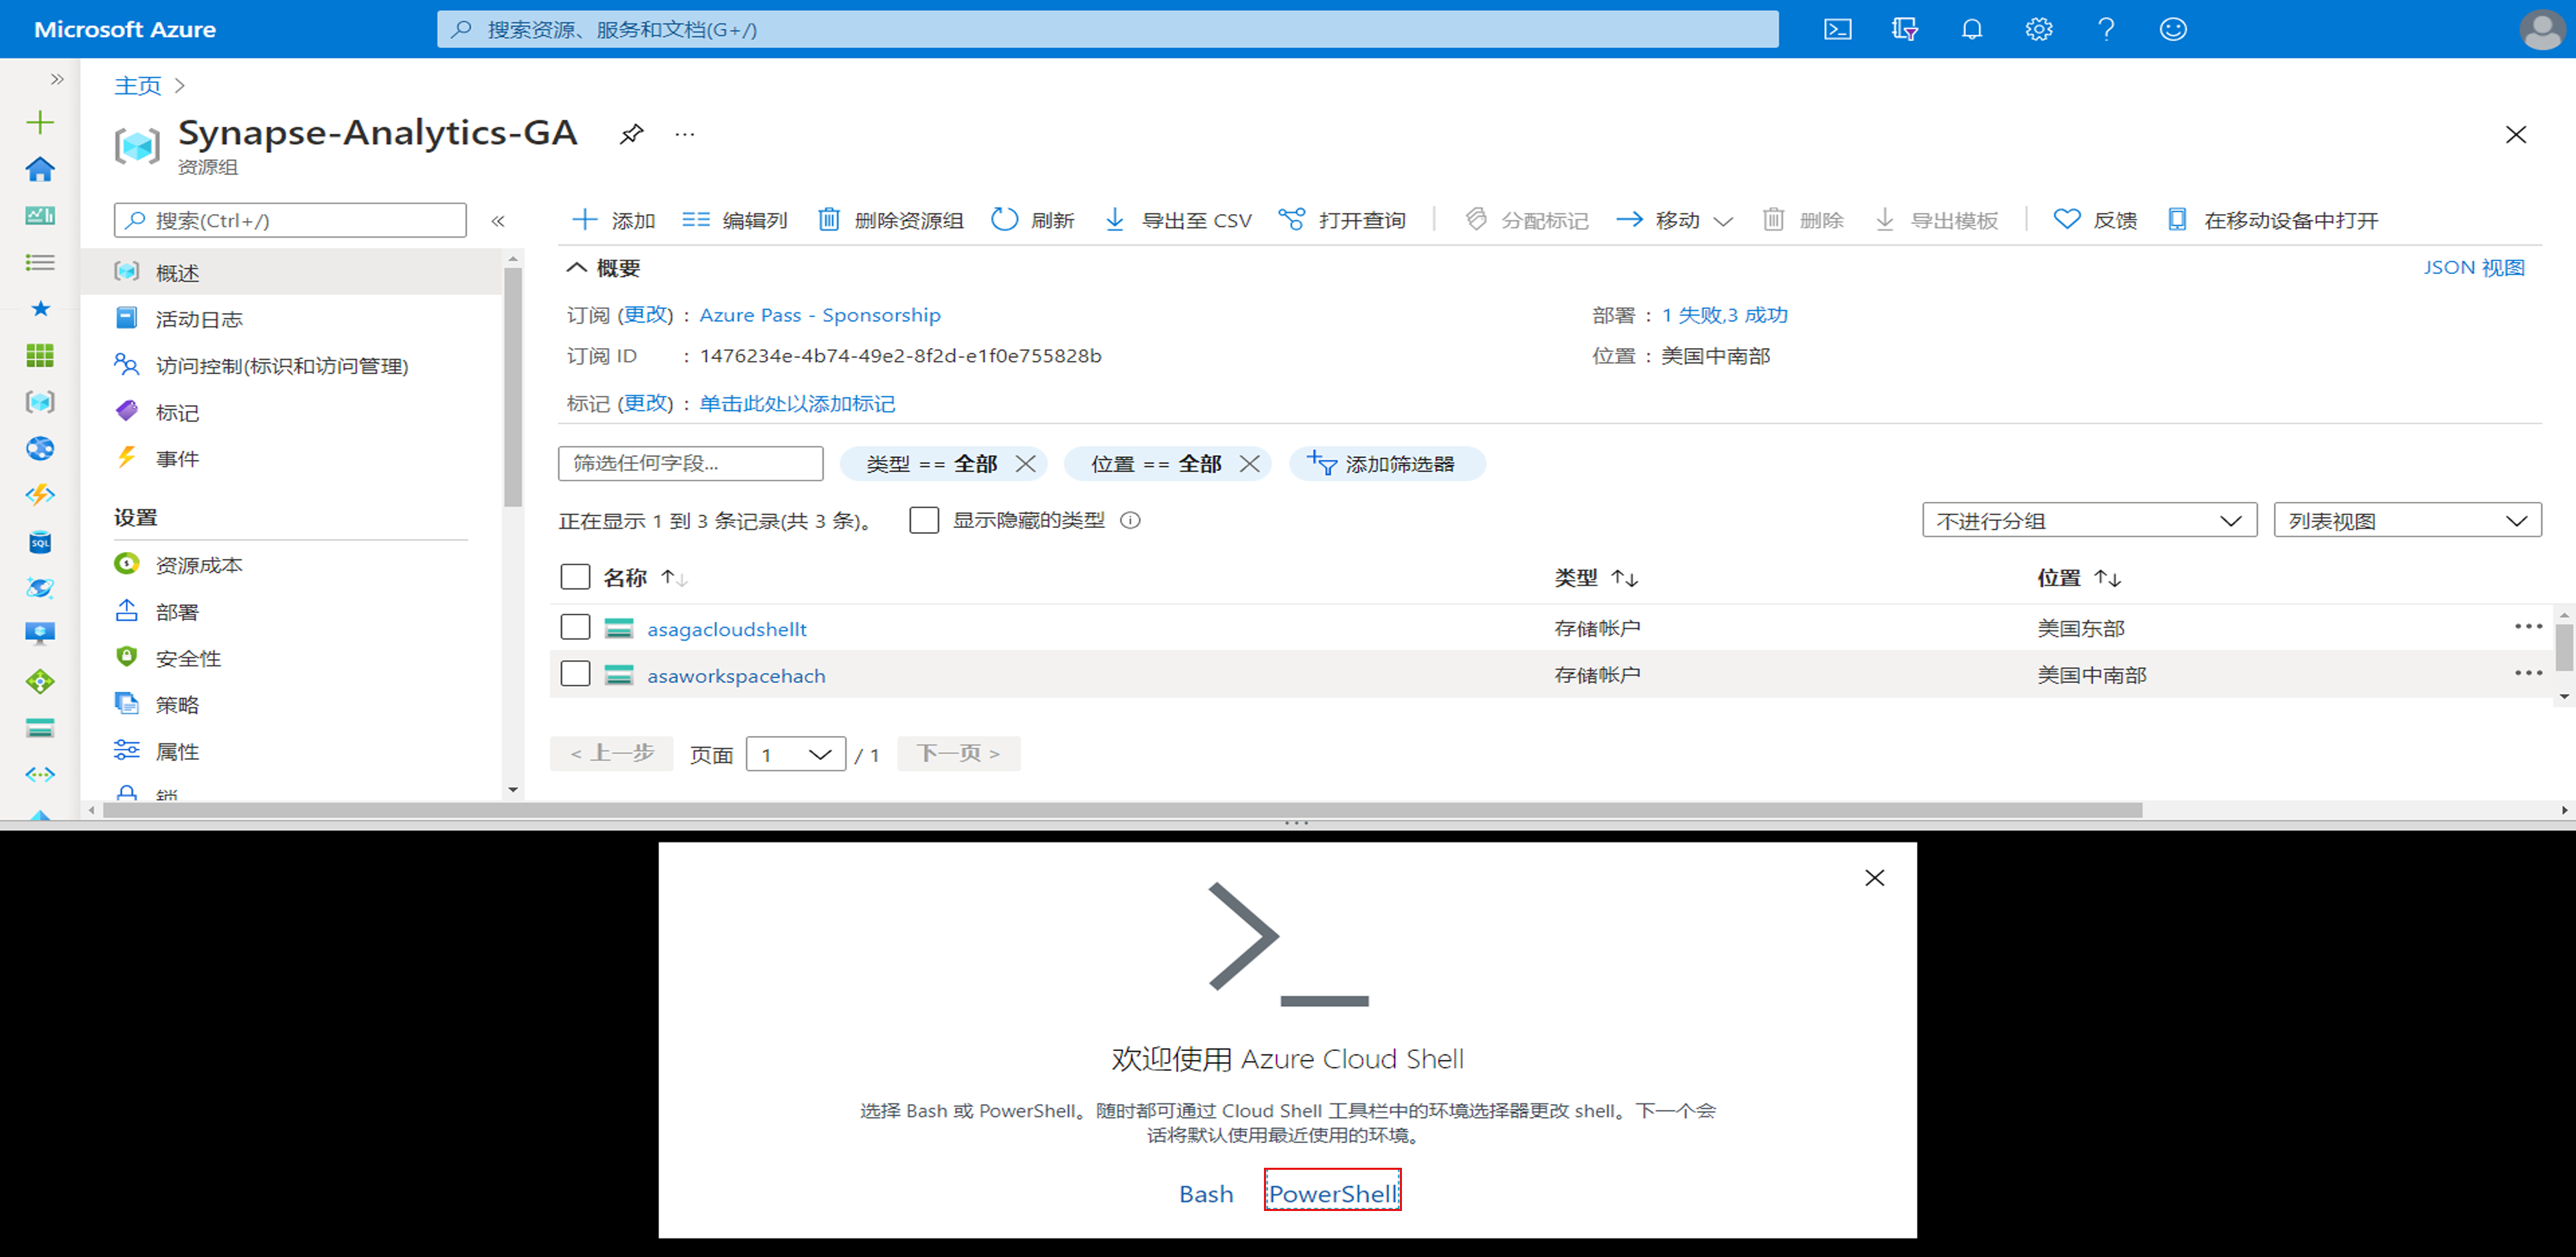 Microsoft Azure
搜索资源、服务和文档(G+/)
主页 >
Synapse-Analytics-GA
资源组
搜索(Ctrl+/)
添加 编辑列 删除资源组 刷新 导出至 CSV 打开查询 分配标记 移动 删除 导出模板 反馈 在移动设备中打开
概述
活动日志
访问控制(标识和访问管理)
标记
事件
设置
资源成本
部署
安全性
策略
属性
锁
概要
JSON 视图
订阅 (更改) : Azure Pass - Sponsorship
部署 : 1 失败,3 成功
订阅 ID : 1476234e-4b74-49e2-8f2d-e1f0e755828b
位置 : 美国中南部
标记 (更改) : 单击此处以添加标记
筛选任何字段... 类型 == 全部 位置 == 全部 添加筛选器
正在显示 1 到 3 条记录(共 3 条)。 显示隐藏的类型
不进行分组 列表视图
名称 类型 位置
asagacloudshellt 存储帐户 美国东部
asaworkspacehach 存储帐户 美国中南部
< 上一步 页面 1 / 1 下一页 >
欢迎使用 Azure Cloud Shell
选择 Bash 或 PowerShell。随时都可通过 Cloud Shell 工具栏中的环境选择器更改 shell。下一个会
话将默认使用最近使用的环境。
Bash PowerShell